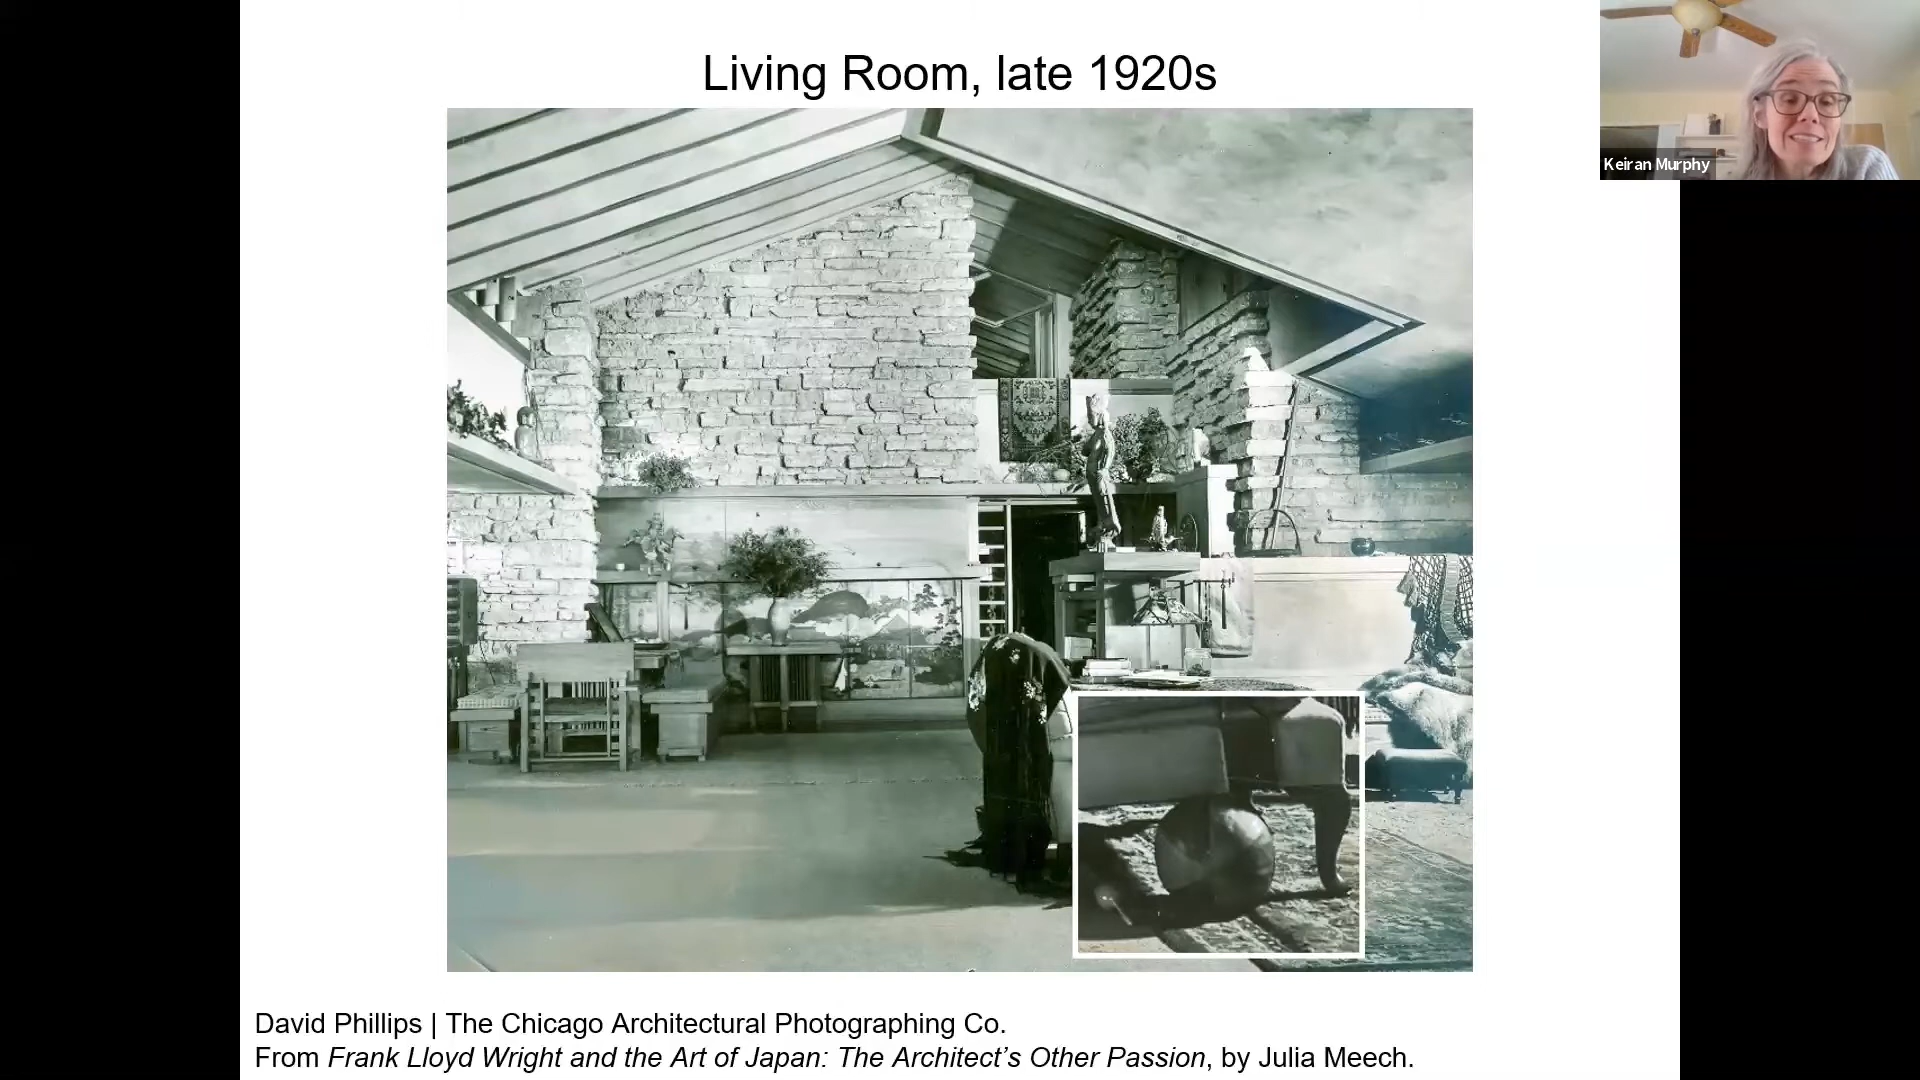 Living Room, late 1920s
Keiran Murphy
David Phillips | The Chicago Architectural Photographing Co.
From Frank Lloyd Wright and the Art of Japan: The Architect’s Other Passion, by Julia Meech.